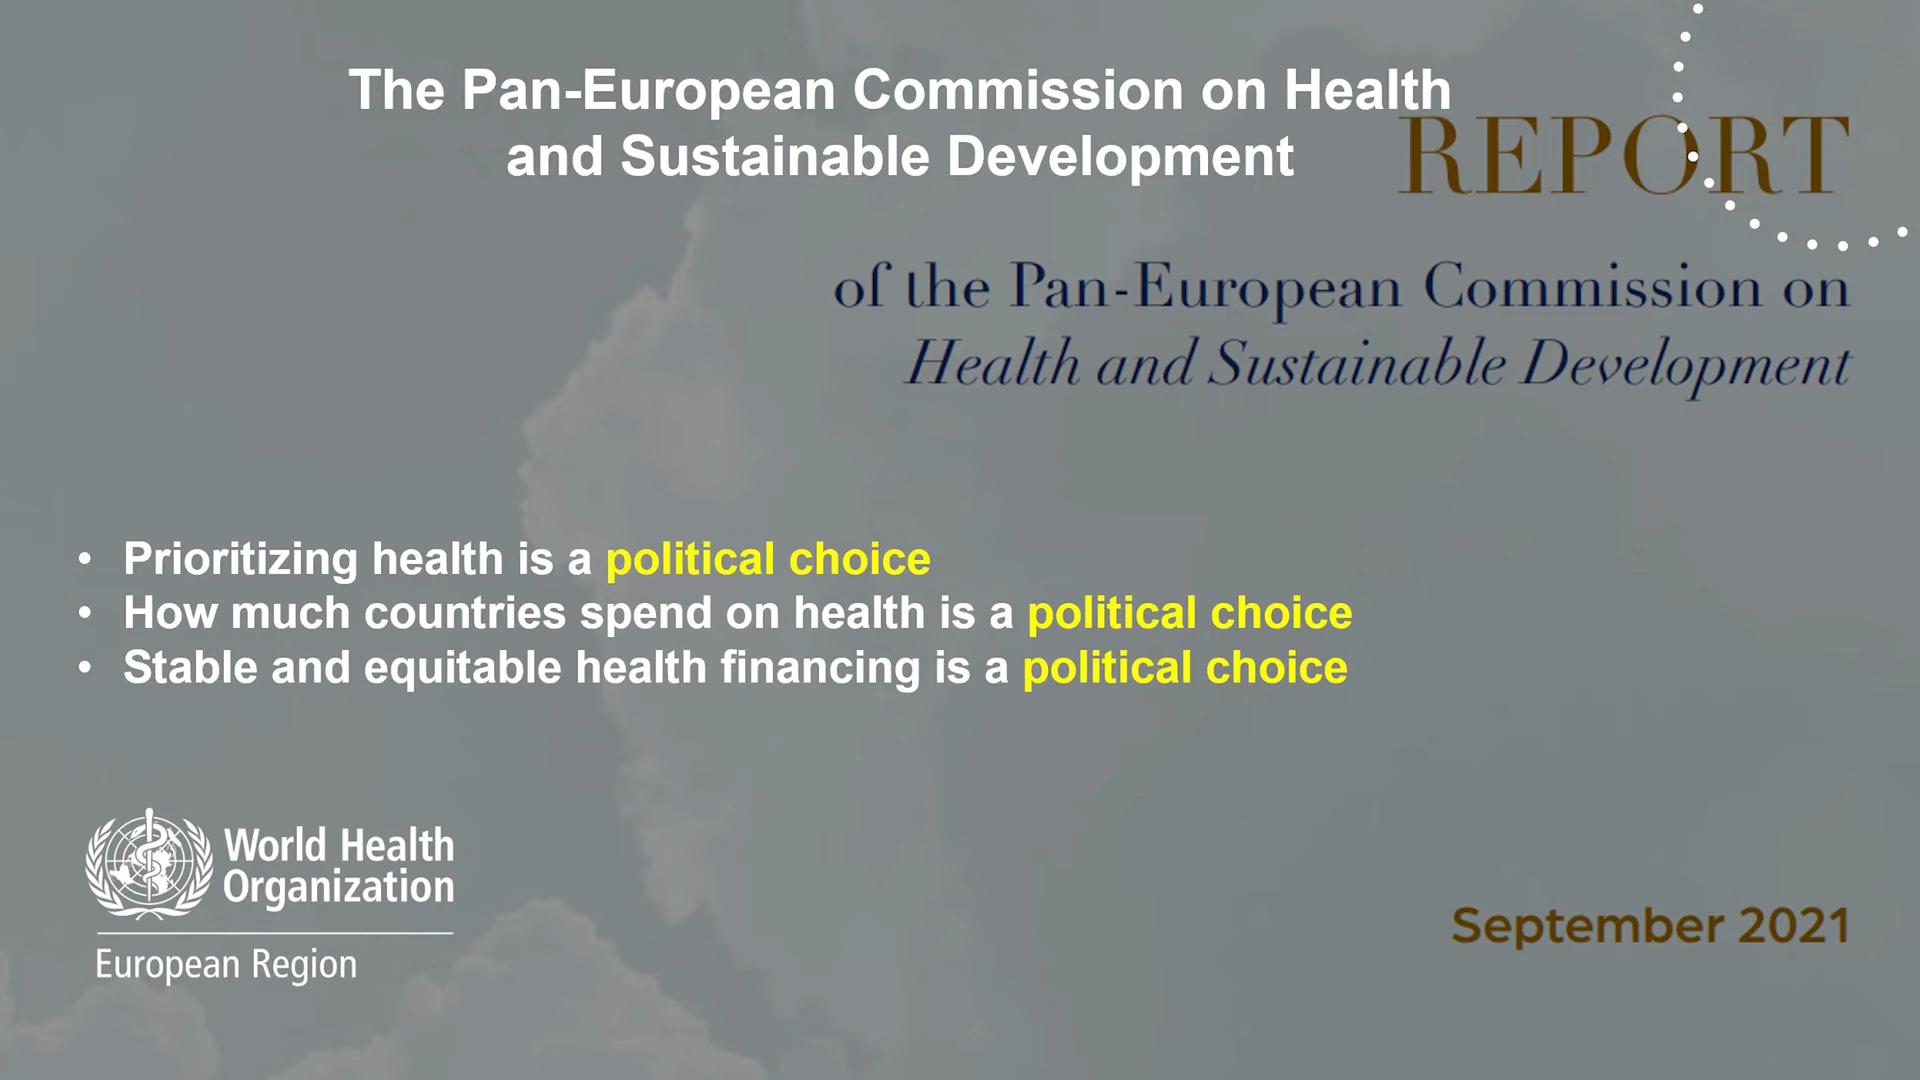 The Pan-European Commission on Health
and Sustainable Development
REPORT
of the Pan-European Commission on
Health and Sustainable Development
• Prioritizing health is a political choice
• How much countries spend on health is a political choice
• Stable and equitable health financing is a political choice
World Health
Organization
European Region
September 2021